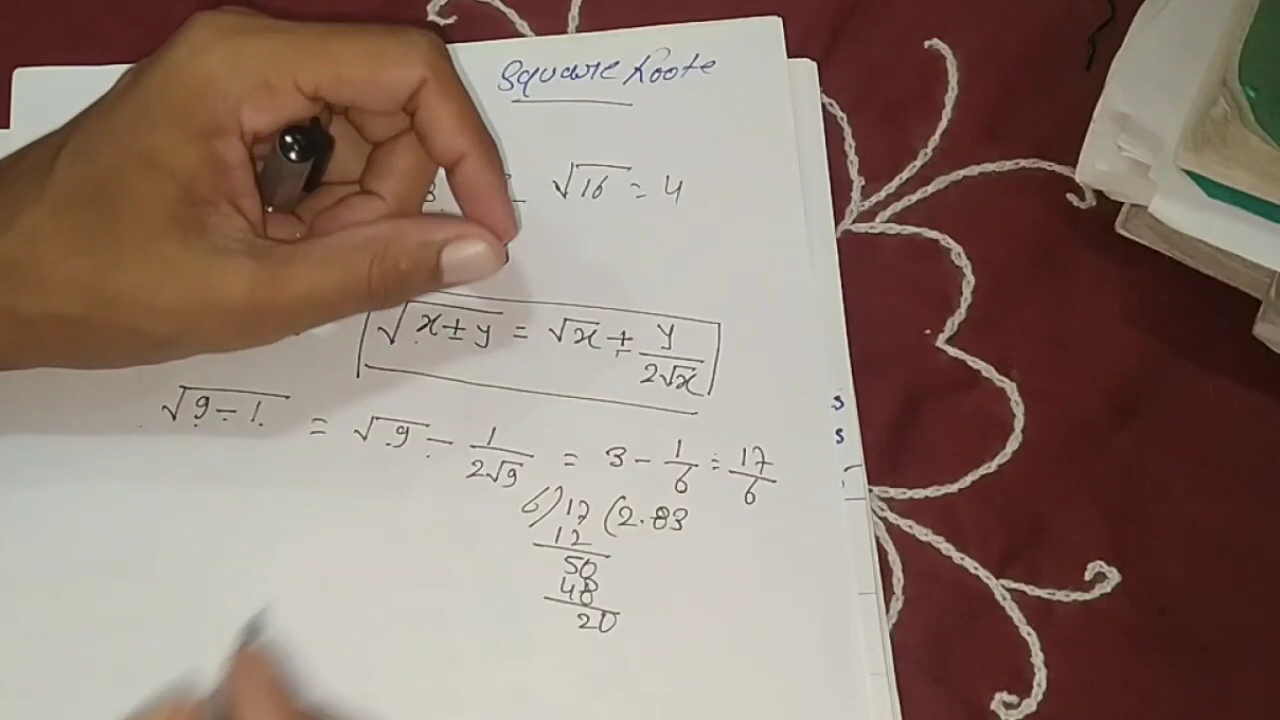 Square Roote
√16 = 4
√x±y = √x ± y/2√x
√9-1 = √9 - 1/2√9 = 3 - 1/6 = 17/6
6)17(2.83
12
50
48
20
s
s